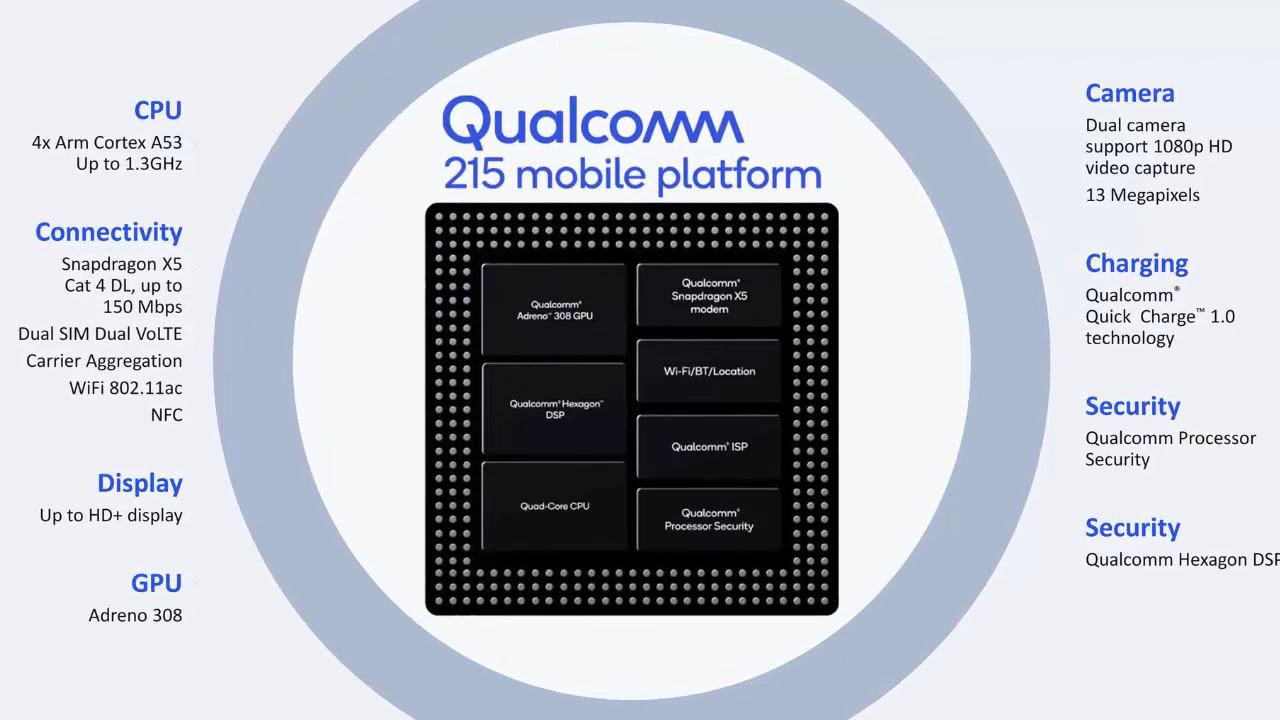 Qualcomm
215 mobile platform
CPU
4x Arm Cortex A53
Up to 1.3GHz
Connectivity
Snapdragon X5
Cat 4 DL, up to
150 Mbps
Dual SIM Dual VoLTE
Carrier Aggregation
WiFi 802.11ac
NFC
Display
Up to HD+ display
GPU
Adreno 308
Qualcomm®
Adreno™ 308 GPU
Qualcomm® Hexagon™
DSP
Quad-Core CPU
Qualcomm®
Snapdragon X5
modem
Wi-Fi/BT/Location
Qualcomm® ISP
Qualcomm®
Processor Security
Camera
Dual camera
support 1080p HD
video capture
13 Megapixels
Charging
Qualcomm®
Quick Charge™ 1.0
technology
Security
Qualcomm Processor
Security
Security
Qualcomm Hexagon DSP